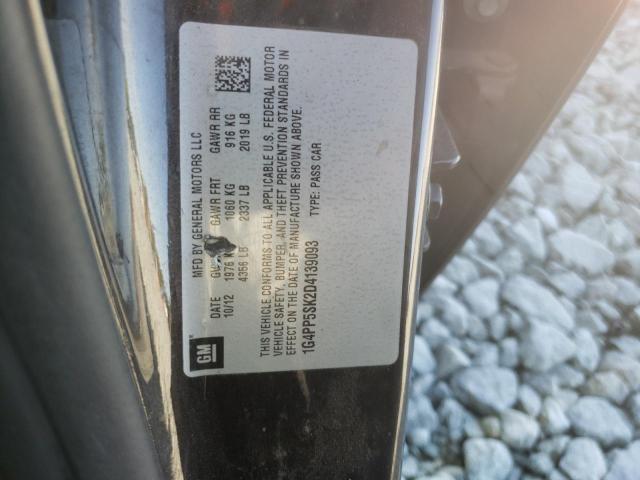 GM
MFD BY GENERAL MOTORS LLC
DATE GAWR FRT GAWR RR
10/12 1976 KG 1060 KG 916 KG
4356 LB 2337 LB 2019 LB
THIS VEHICLE CONFORMS TO ALL APPLICABLE U.S. FEDERAL MOTOR
VEHICLE SAFETY, BUMPER, AND THEFT PREVENTION STANDARDS IN
EFFECT ON THE DATE OF MANUFACTURE SHOWN ABOVE.
1G4PP5SK2D4139093 TYPE: PASS CAR